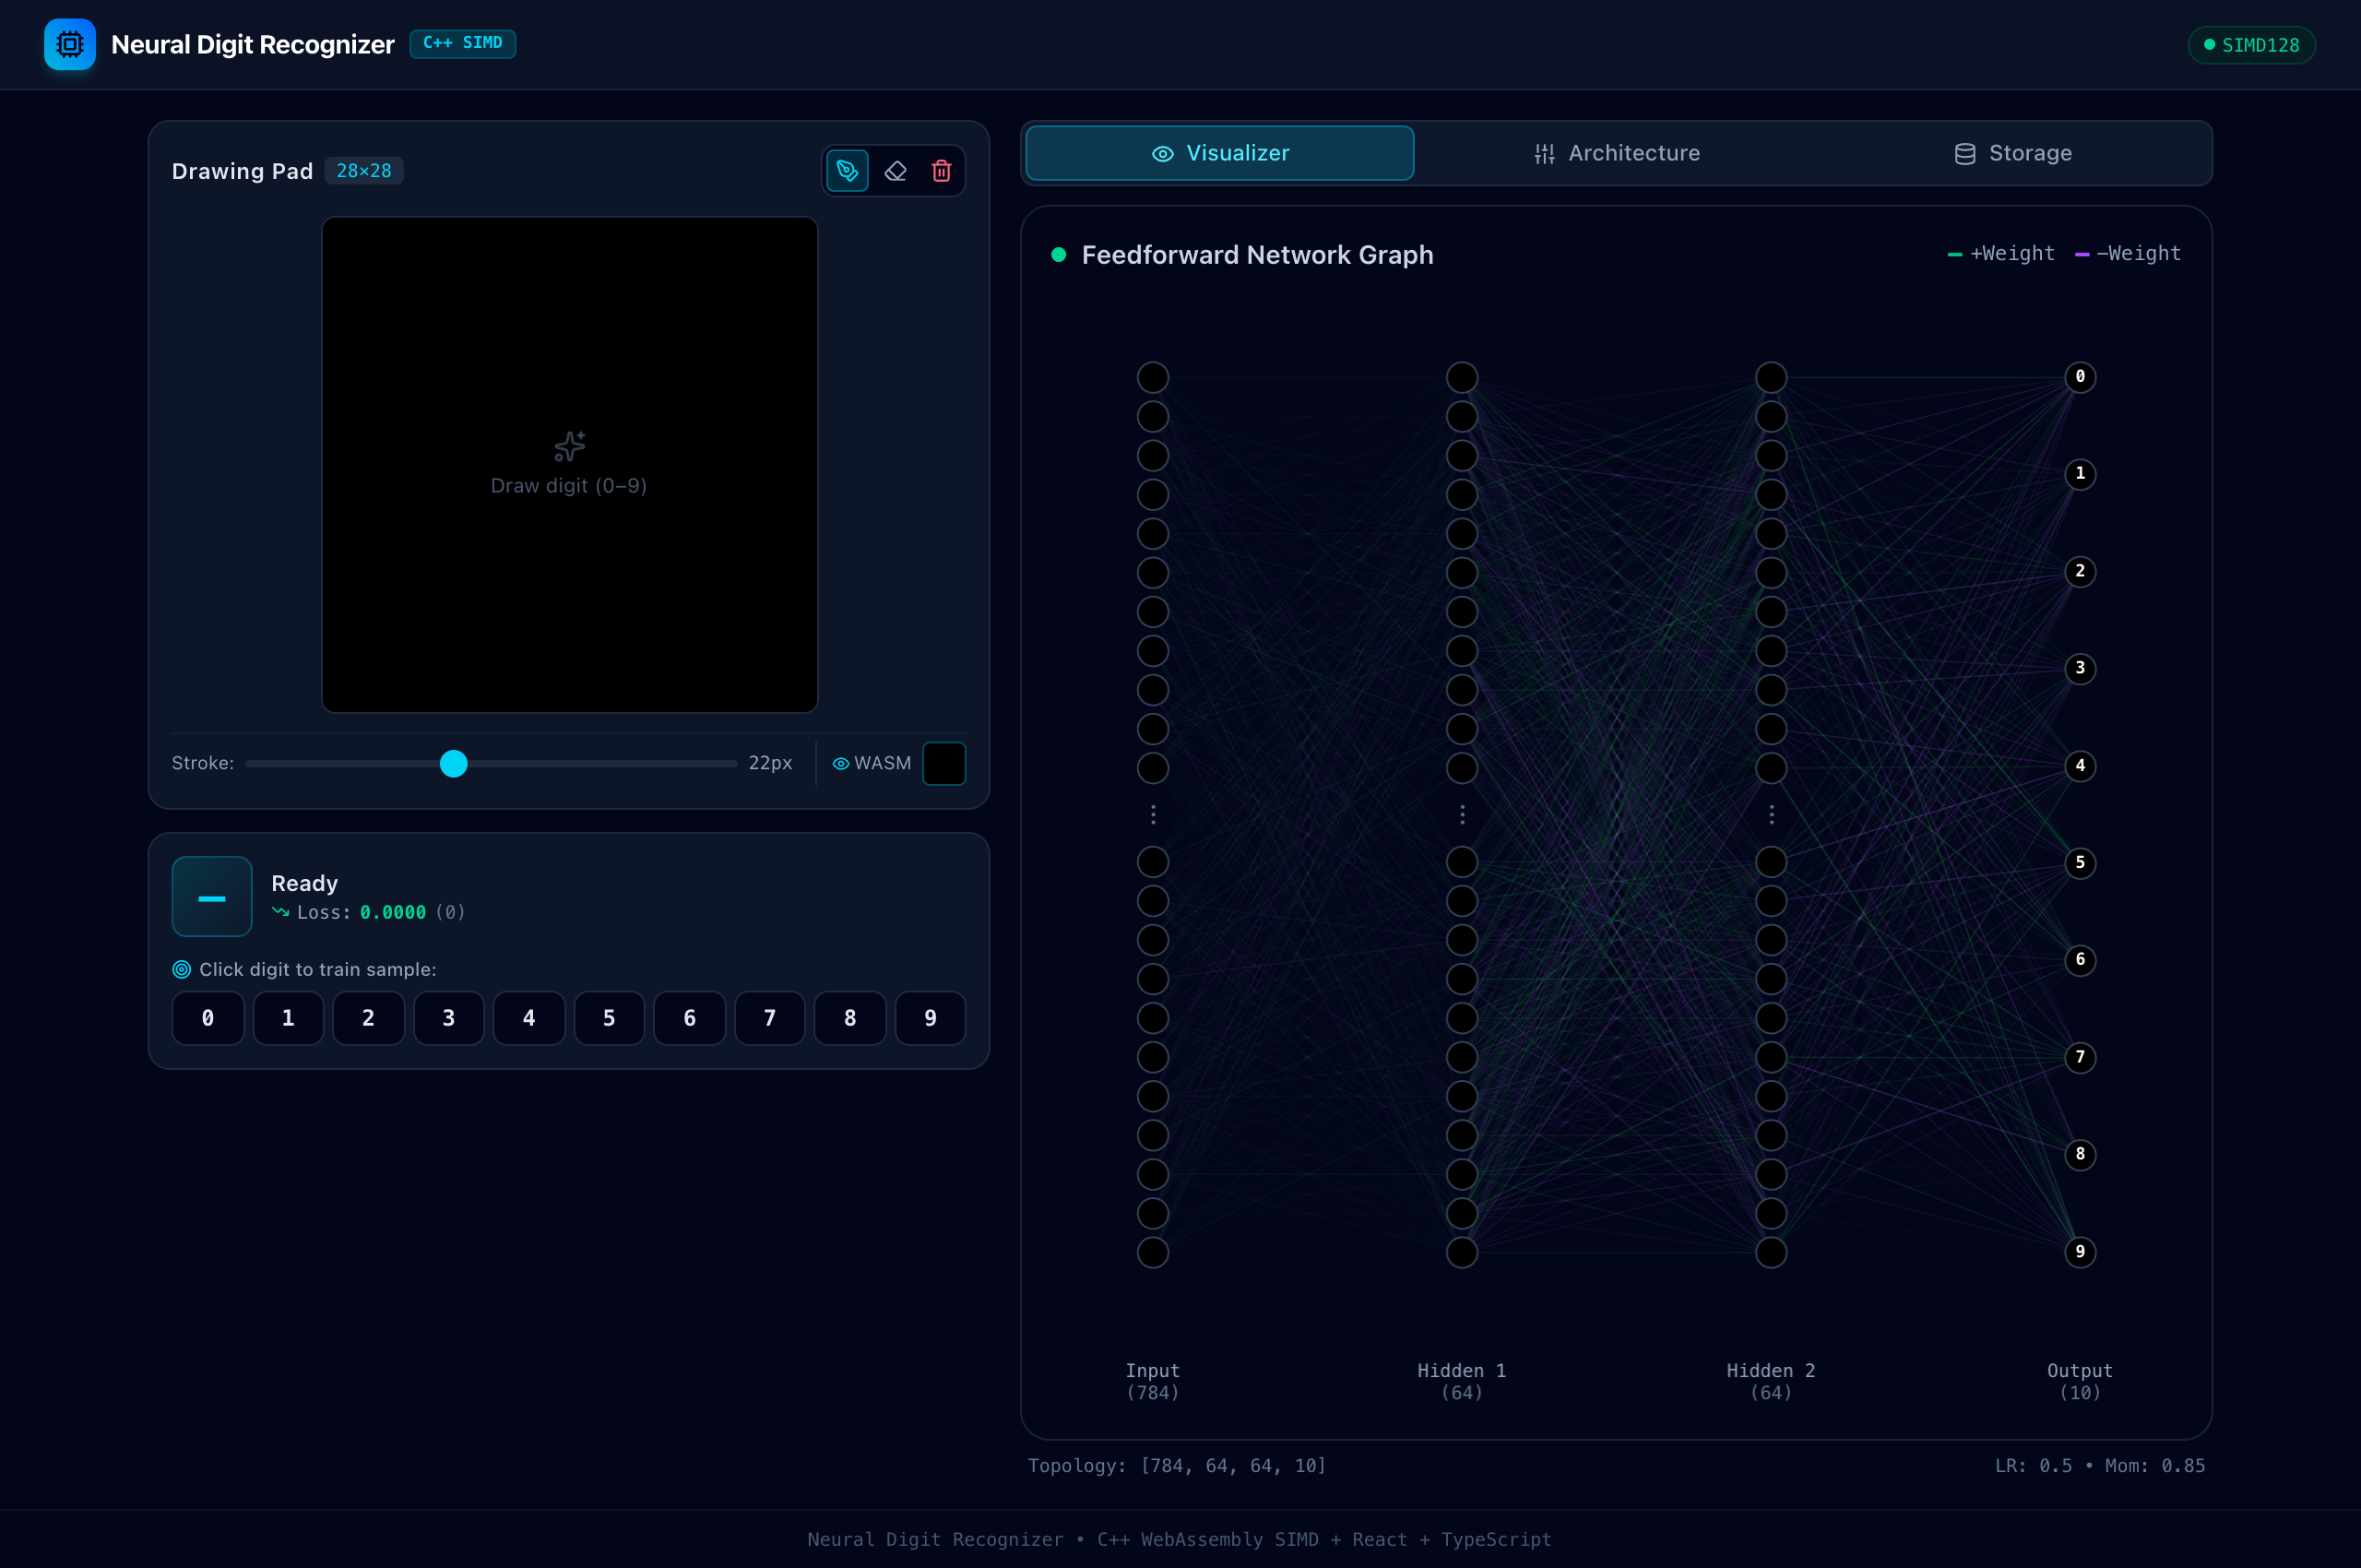 Neural Digit Recognizer C++ SIMD
SIMD128
Drawing Pad 28×28
Draw digit (0–9)
Stroke: 22px WASM
Ready
Loss: 0.0000 (0)
Click digit to train sample:
0 1 2 3 4 5 6 7 8 9
Visualizer Architecture Storage
Feedforward Network Graph +Weight −Weight
0
1
2
3
4
5
6
7
8
9
Input Hidden 1 Hidden 2 Output
(784) (64) (64) (10)
Topology: [784, 64, 64, 10] LR: 0.5 • Mom: 0.85
Neural Digit Recognizer • C++ WebAssembly SIMD + React + TypeScript